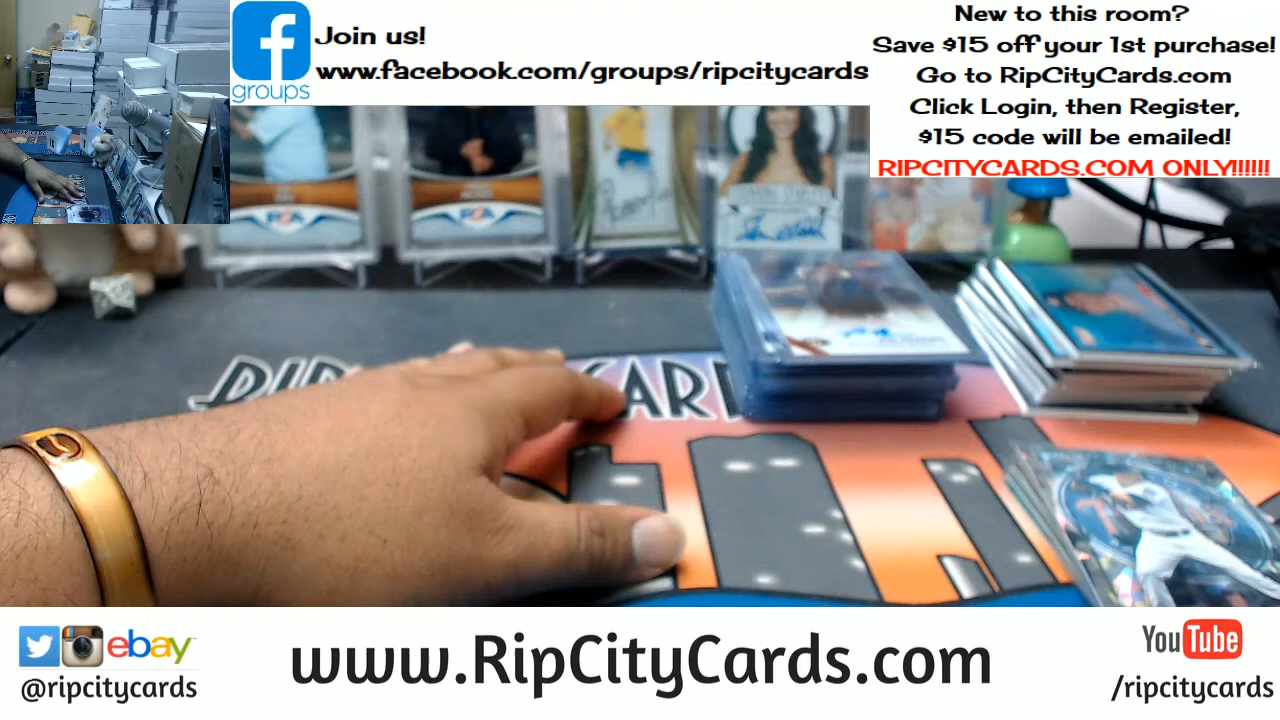 Join us!
www.facebook.com/groups/ripcitycards
groups
New to this room?
Save $15 off your 1st purchase!
Go to RipCityCards.com
Click Login, then Register,
$15 code will be emailed!
RIPCITYCARDS.COM ONLY!!!!!!
RIP CARD
ebay
@ripcitycards
www.RipCityCards.com
YouTube
/ripcitycards